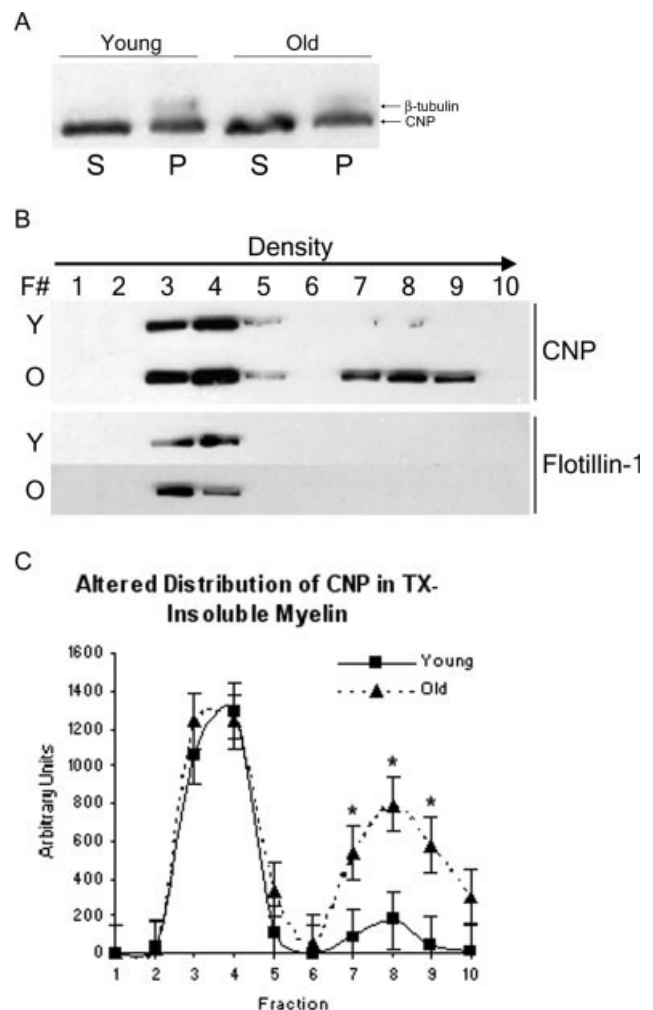 A
Young Old
β-tubulin
CNP
S P S P
B
Density
F# 1 2 3 4 5 6 7 8 9 10
Y
CNP
O
Y
Flotillin-1
O
C
Altered Distribution of CNP in TX-
Insoluble Myelin
1600
1400
1200
1000
800
600
400
200
0
Arbitrary Units
Young
Old
* * *
1 2 3 4 5 6 7 8 9 10
Fraction